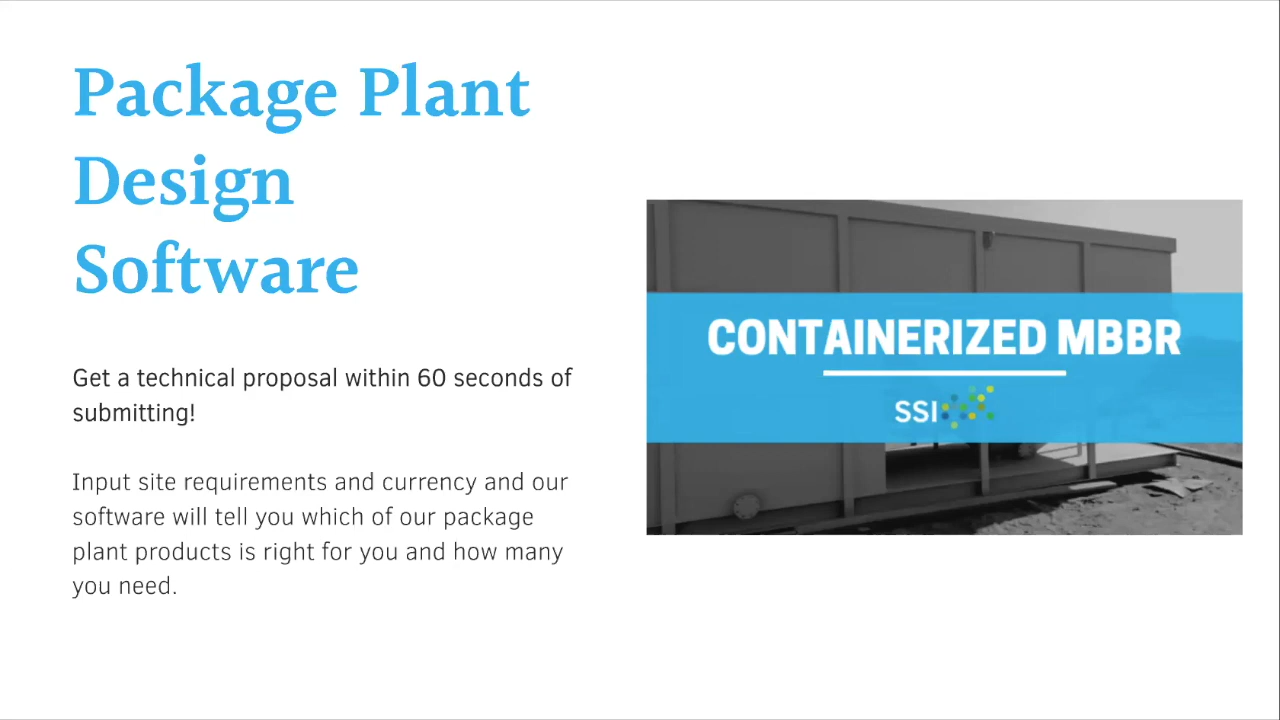 Package Plant
Design
Software
Get a technical proposal within 60 seconds of
submitting!
Input site requirements and currency and our
software will tell you which of our package
plant products is right for you and how many
you need.
CONTAINERIZED MBBR
SSI